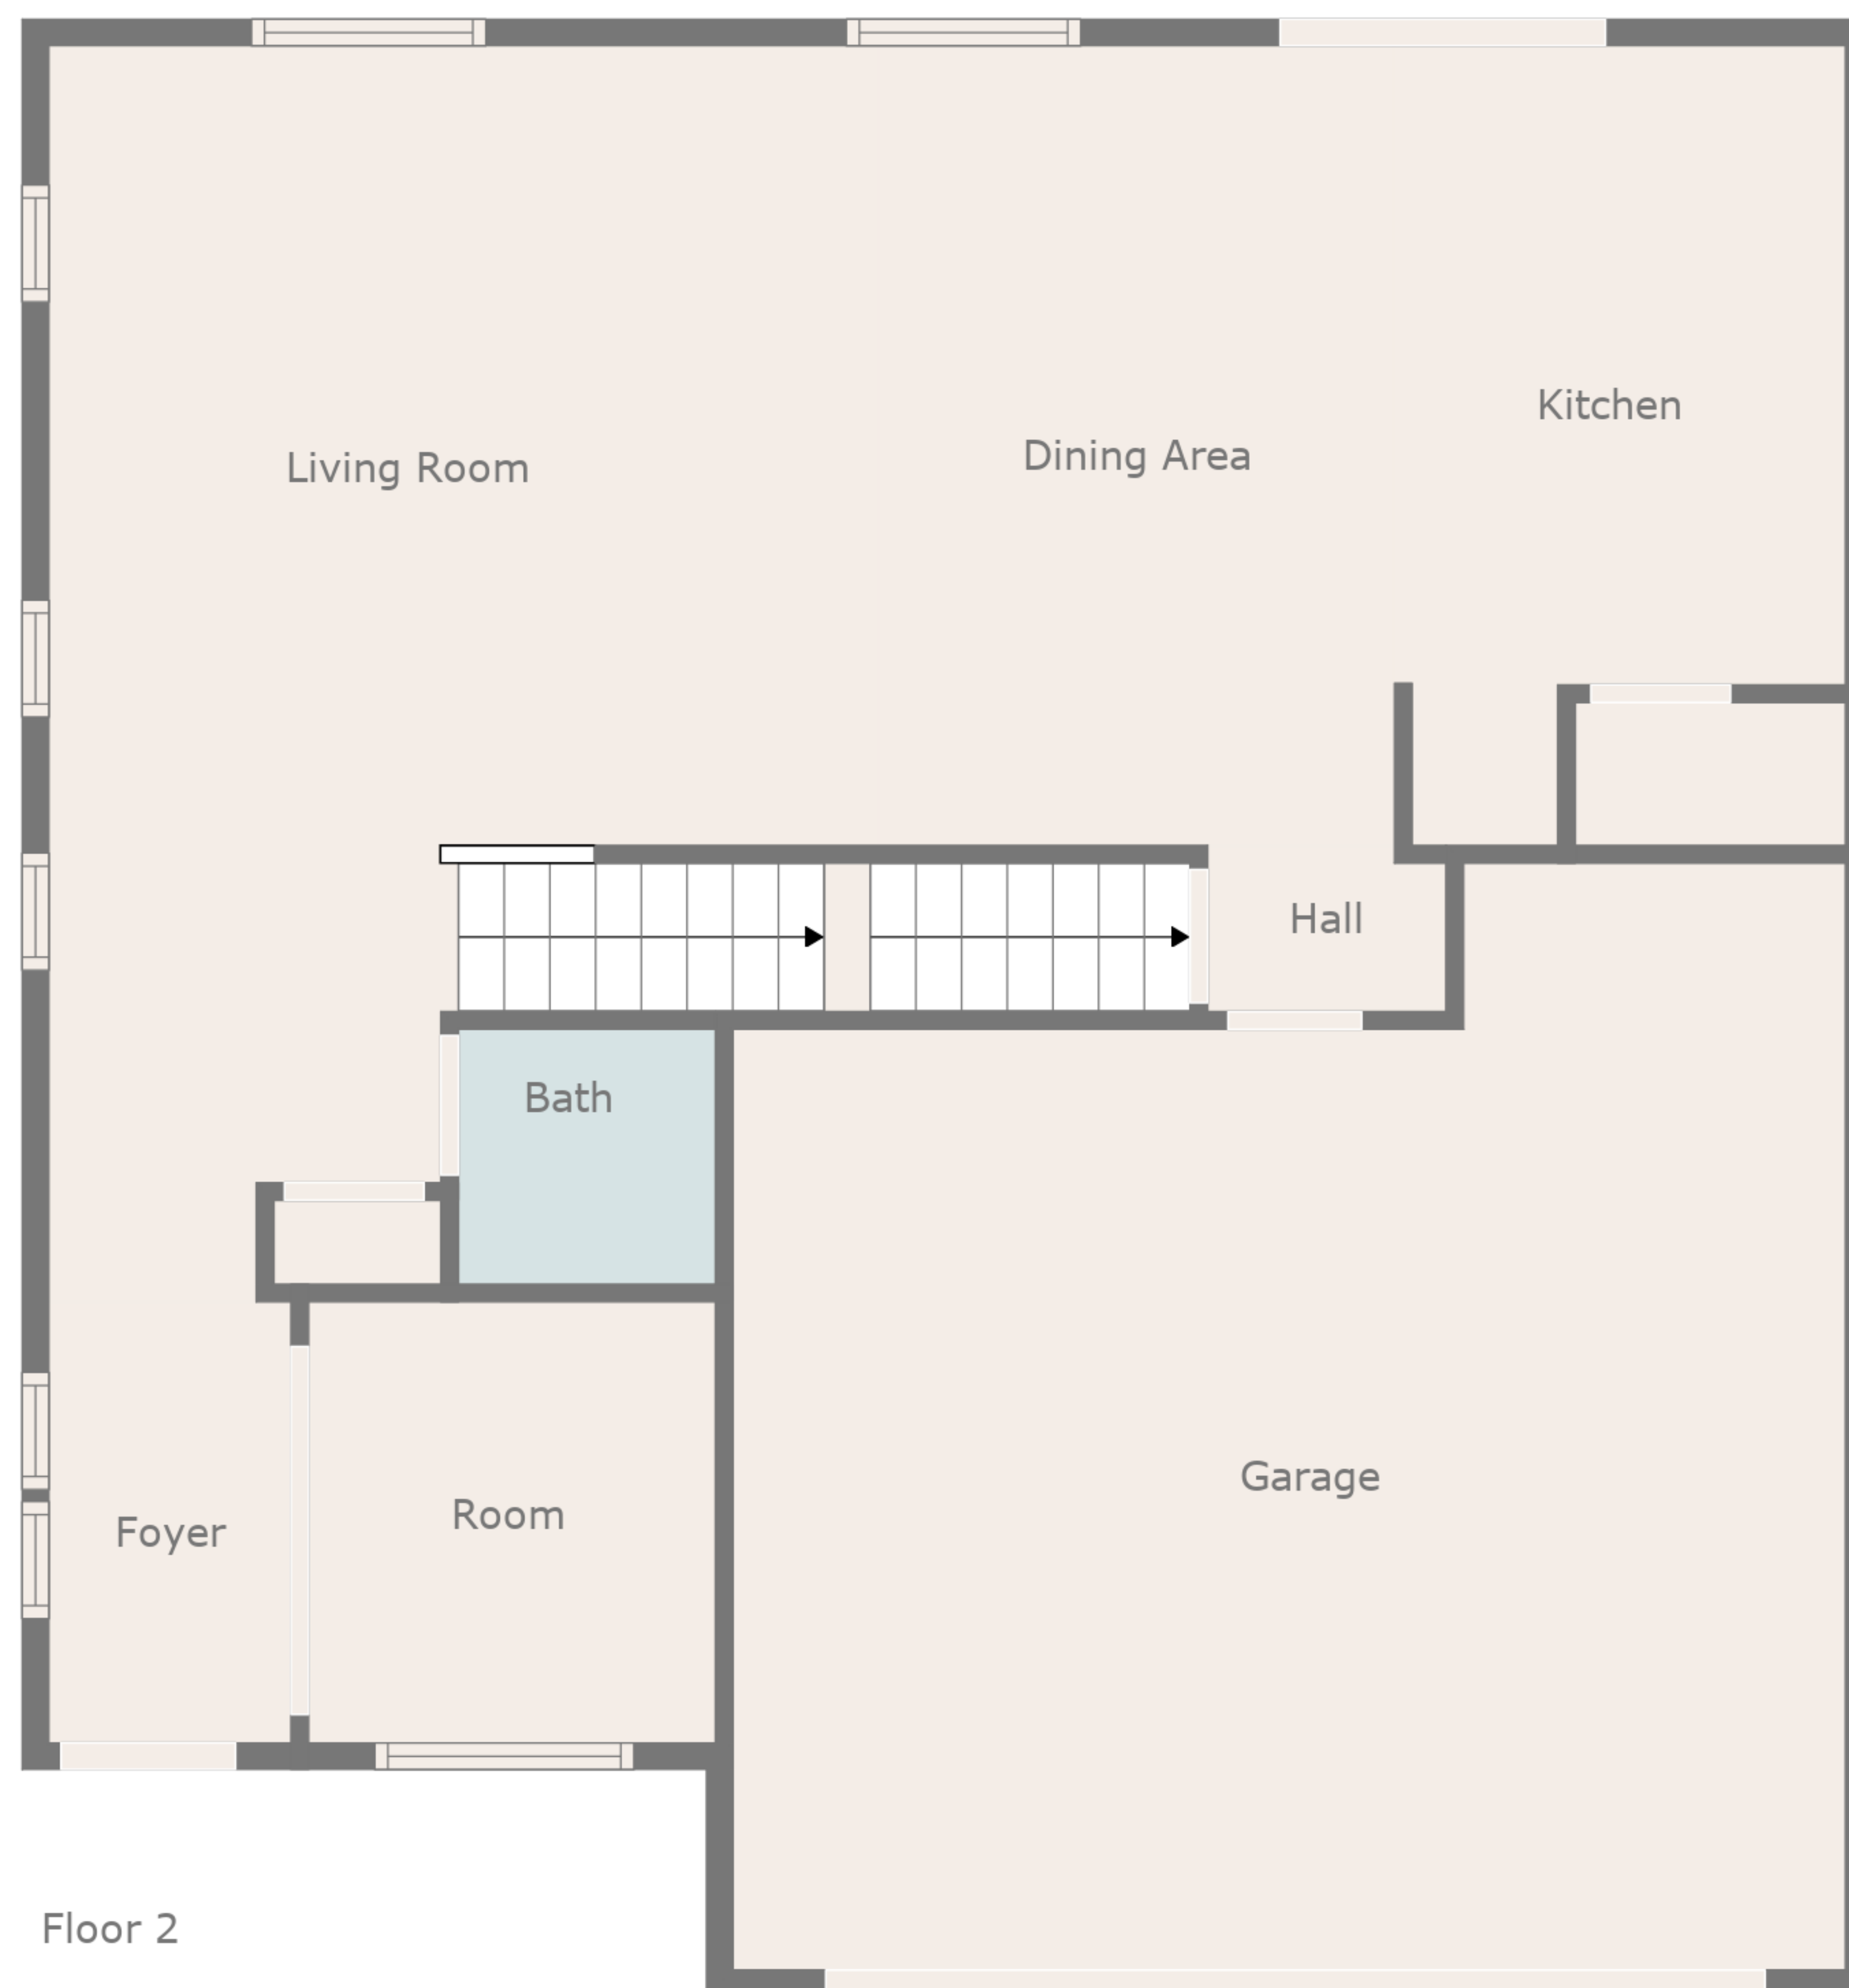 Kitchen
Dining Area
Living Room
Hall
Bath
Garage
Room
Foyer
Floor 2